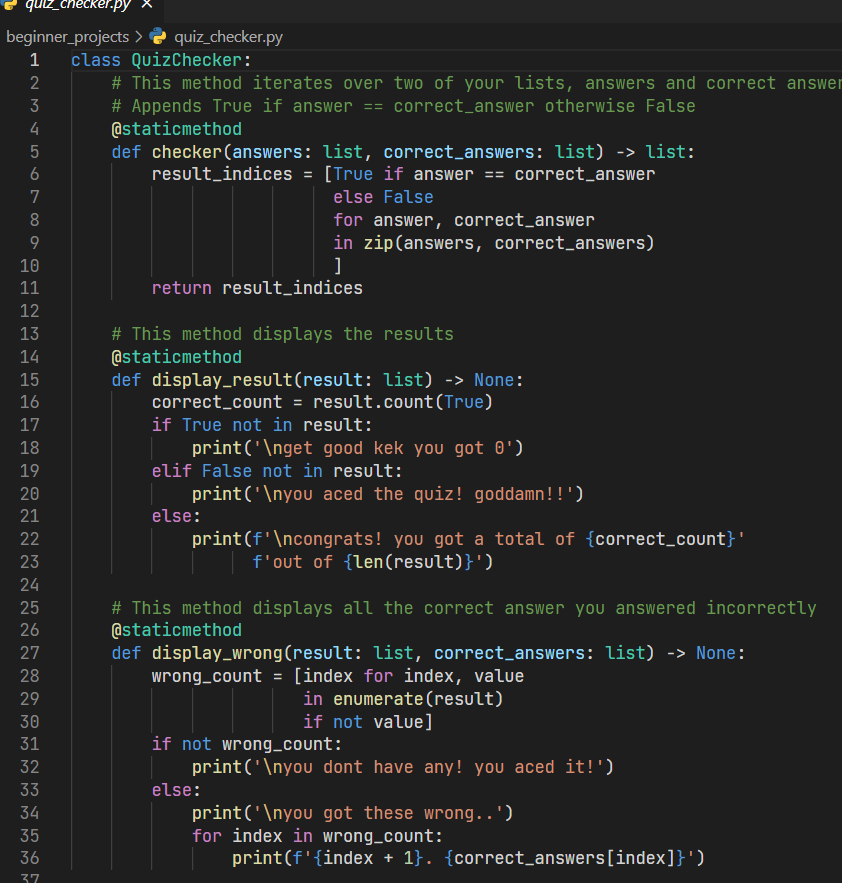 quiz_checker.py ×
beginner_projects > quiz_checker.py
1 class QuizChecker:
2     # This method iterates over two of your lists, answers and correct answer
3     # Appends True if answer == correct_answer otherwise False
4     @staticmethod
5     def checker(answers: list, correct_answers: list) -> list:
6         result_indices = [True if answer == correct_answer
7                           else False
8                           for answer, correct_answer
9                           in zip(answers, correct_answers)
10                          ]
11        return result_indices
12
13    # This method displays the results
14    @staticmethod
15    def display_result(result: list) -> None:
16        correct_count = result.count(True)
17        if True not in result:
18            print('\nget good kek you got 0')
19        elif False not in result:
20            print('\nyou aced the quiz! goddamn!!')
21        else:
22            print(f'\ncongrats! you got a total of {correct_count}'
23                  f'out of {len(result)}')
24
25    # This method displays all the correct answer you answered incorrectly
26    @staticmethod
27    def display_wrong(result: list, correct_answers: list) -> None:
28        wrong_count = [index for index, value
29                       in enumerate(result)
30                       if not value]
31        if not wrong_count:
32            print('\nyou dont have any! you aced it!')
33        else:
34            print('\nyou got these wrong..')
35            for index in wrong_count:
36                print(f'{index + 1}. {correct_answers[index]}')
37